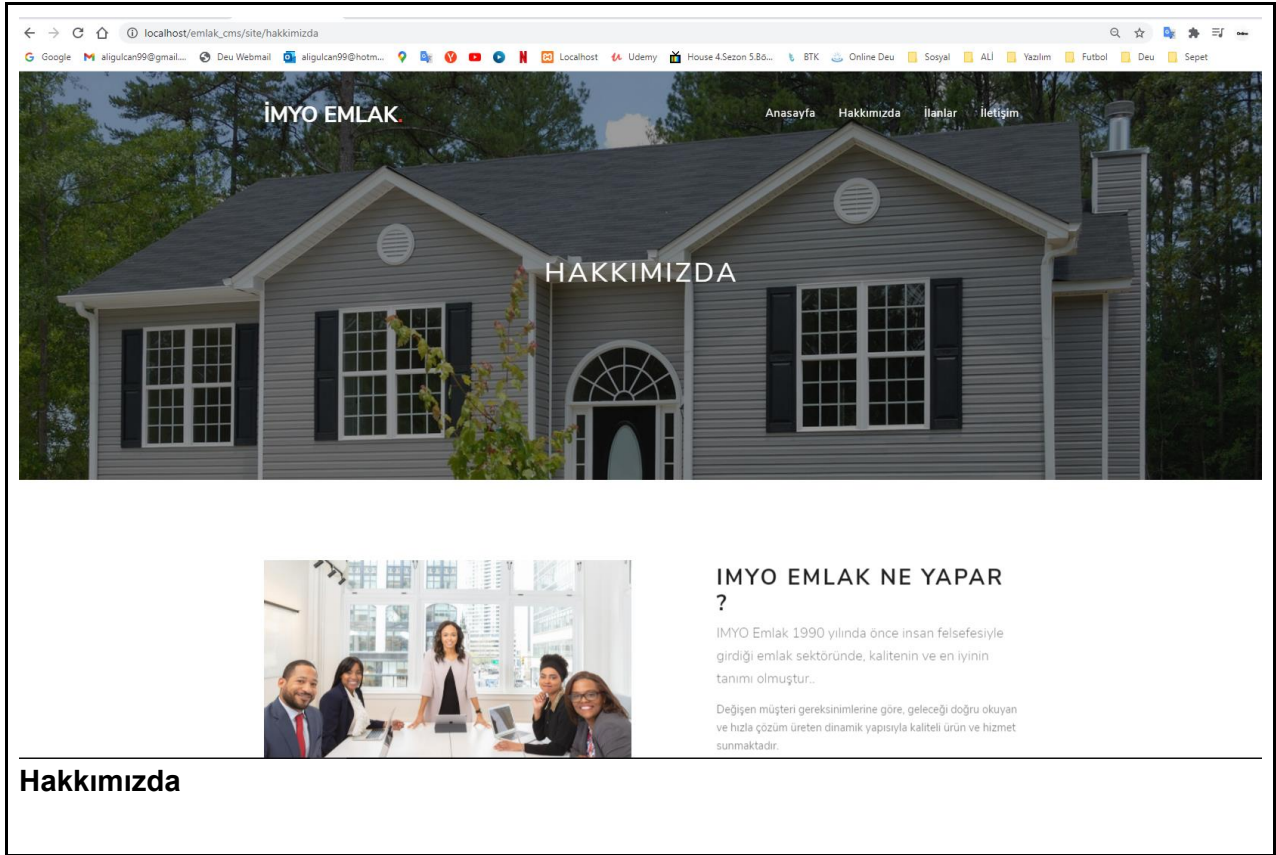 localhost/emlak_cms/site/hakkimizda
Google aligulcan99@gmail.... Deu Webmail aligulcan99@hotm... Localhost Udemy House 4.Sezon 5.Bö... BTK Online Deu Sosyal ALİ Yazılım Futbol Deu Sepet
İMYO EMLAK. Anasayfa Hakkımızda İlanlar İletişim
HAKKIMIZDA
IMYO EMLAK NE YAPAR
?
IMYO Emlak 1990 yılında önce insan felsefesiyle
girdiği emlak sektöründe, kalitenin ve en iyinin
tanımı olmuştur..
Değişen müşteri gereksinimlerine göre, geleceği doğru okuyan
ve hızla çözüm üreten dinamik yapısıyla kaliteli ürün ve hizmet
sunmaktadır.
Hakkımızda